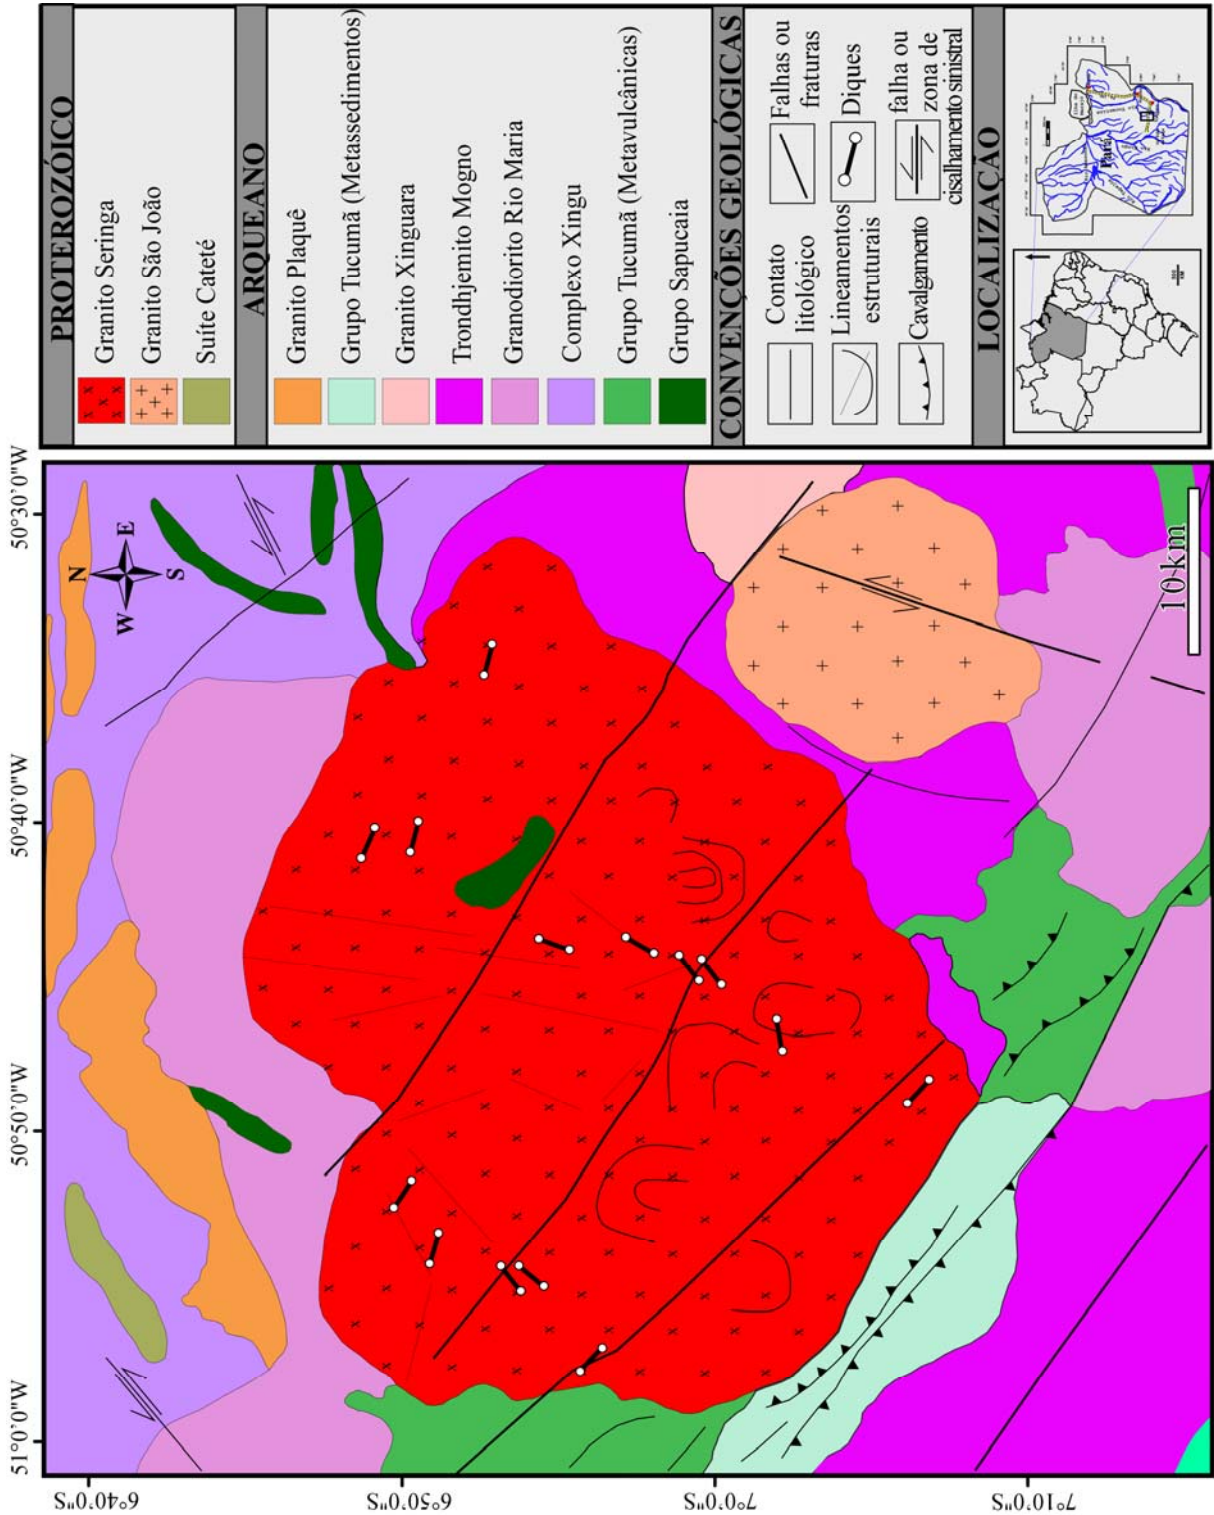 PROTEROZÓICO
Granito Seringa
Granito São João
Suíte Cateté
ARQUEANO
Granito Plaquê
Grupo Tucumã (Metassedimentos)
Granito Xinguara
Trondhjemito Mogno
Granodiorito Rio Maria
Complexo Xingu
Grupo Tucumã (Metavulcânicas)
Grupo Sapucaia
CONVENÇÕES GEOLÓGICAS
Contato
litológico
Lineamentos
estruturais
Cavalgamento
Falhas ou
fraturas
Diques
falha ou
zona de
cisalhamento sinistral
LOCALIZAÇÃO
Pará
51°0'0"W
50°50'0"W
50°40'0"W
50°30'0"W
6°40'0"S
6°50'0"S
7°0'0"S
7°10'0"S
N
W
E
S
10 km